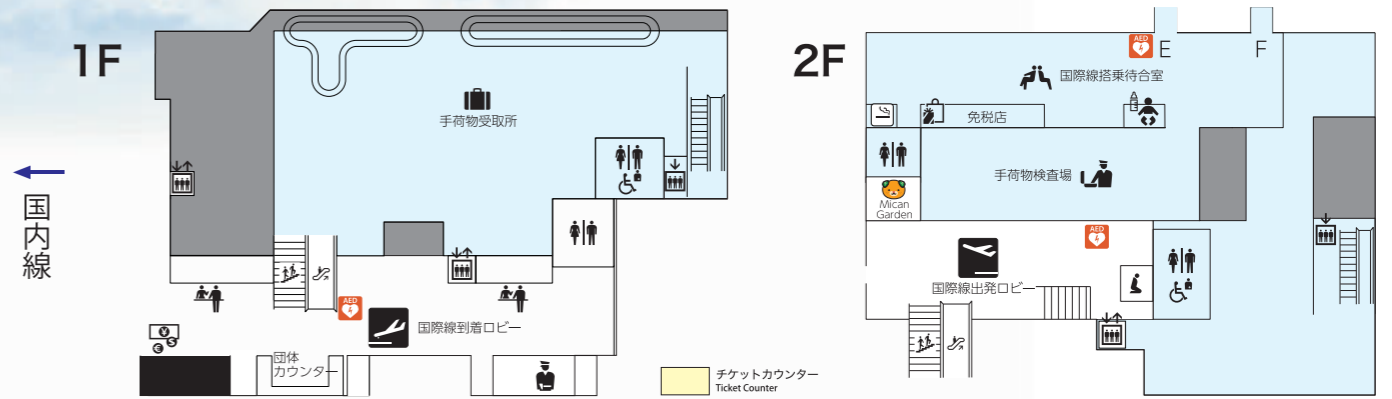 1F
手荷物受取所
国内線
AED
国際線到着ロビー
¥
€
$
団体
カウンター
チケットカウンター
Ticket Counter
2F
AED
E
F
国際線搭乗待合室
免税店
手荷物検査場
Mican
Garden
AED
国際線出発ロビー